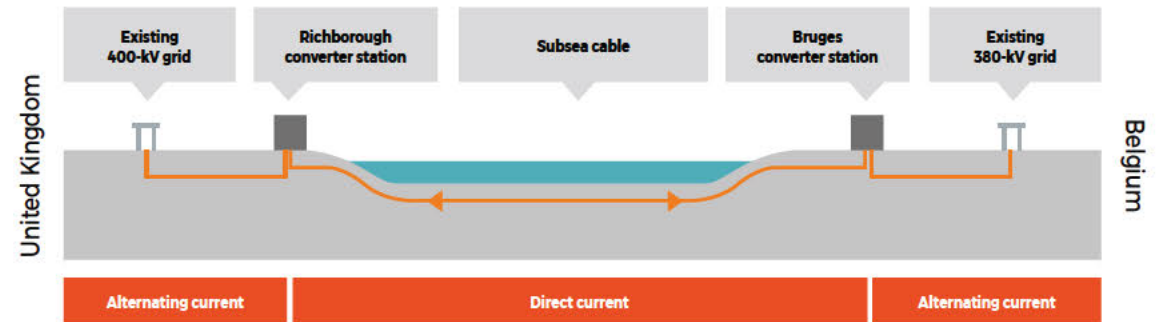 Existing
400-kV grid
Richborough
converter station
Subsea cable
Bruges
converter station
Existing
380-kV grid
United Kingdom
Belgium
Alternating current
Direct current
Alternating current